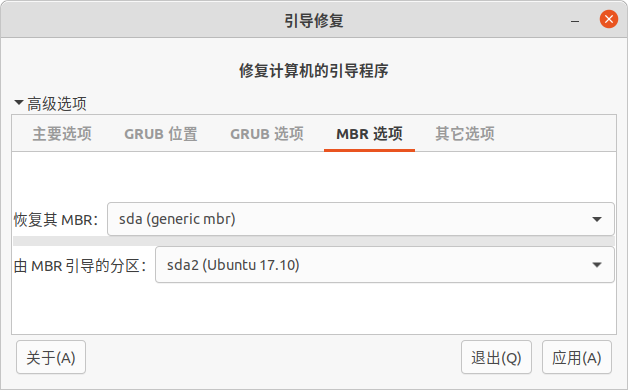 引导修复
修复计算机的引导程序
高级选项
主要选项 GRUB 位置 GRUB 选项 MBR 选项 其它选项
恢复其 MBR： sda (generic mbr)
由 MBR 引导的分区： sda2 (Ubuntu 17.10)
关于(A) 退出(Q) 应用(A)